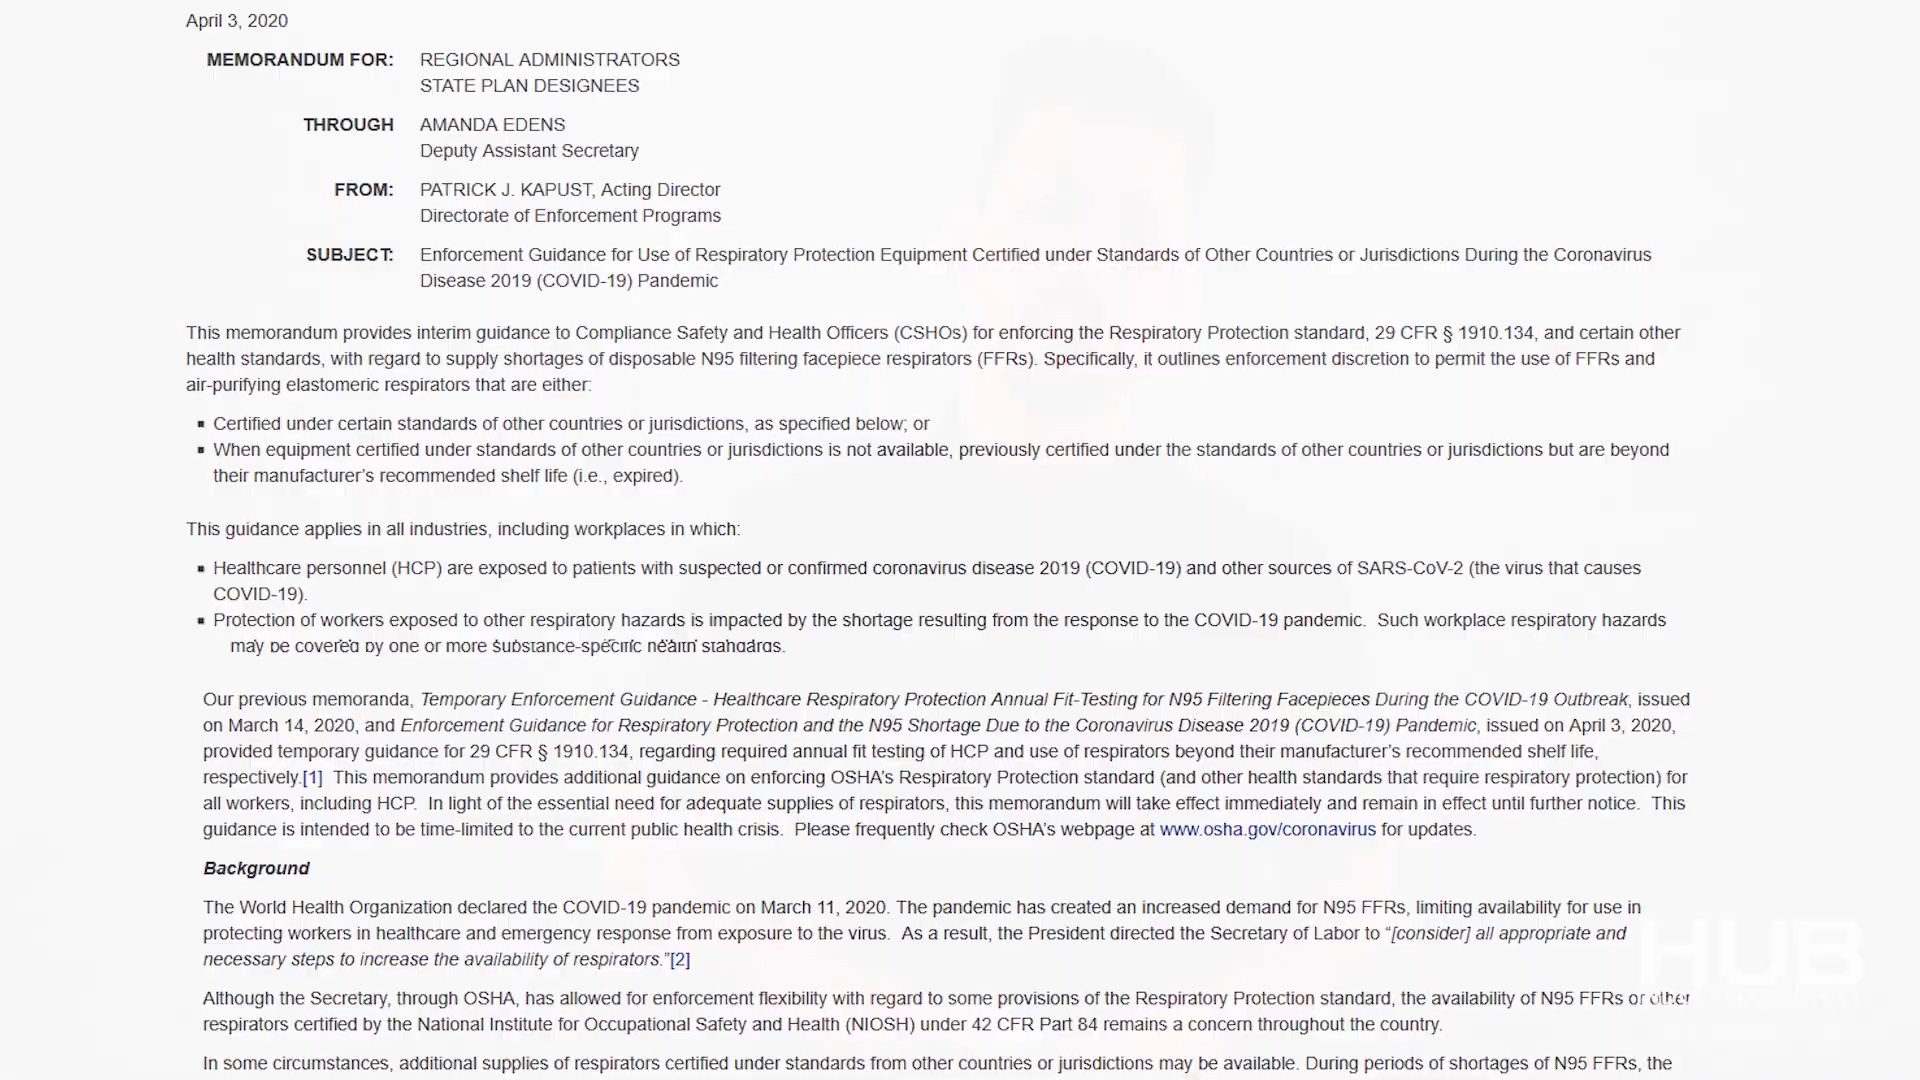 April 3, 2020
MEMORANDUM FOR: REGIONAL ADMINISTRATORS
STATE PLAN DESIGNEES
THROUGH AMANDA EDENS
Deputy Assistant Secretary
FROM: PATRICK J. KAPUST, Acting Director
Directorate of Enforcement Programs
SUBJECT: Enforcement Guidance for Use of Respiratory Protection Equipment Certified under Standards of Other Countries or Jurisdictions During the Coronavirus
Disease 2019 (COVID-19) Pandemic
This memorandum provides interim guidance to Compliance Safety and Health Officers (CSHOs) for enforcing the Respiratory Protection standard, 29 CFR § 1910.134, and certain other
health standards, with regard to supply shortages of disposable N95 filtering facepiece respirators (FFRs). Specifically, it outlines enforcement discretion to permit the use of FFRs and
air-purifying elastomeric respirators that are either:
▪ Certified under certain standards of other countries or jurisdictions, as specified below; or
▪ When equipment certified under standards of other countries or jurisdictions is not available, previously certified under the standards of other countries or jurisdictions but are beyond
their manufacturer's recommended shelf life (i.e., expired).
This guidance applies in all industries, including workplaces in which:
▪ Healthcare personnel (HCP) are exposed to patients with suspected or confirmed coronavirus disease 2019 (COVID-19) and other sources of SARS-CoV-2 (the virus that causes
COVID-19).
▪ Protection of workers exposed to other respiratory hazards is impacted by the shortage resulting from the response to the COVID-19 pandemic. Such workplace respiratory hazards
may be covered by one or more substance-specific health standards.
Our previous memoranda, Temporary Enforcement Guidance - Healthcare Respiratory Protection Annual Fit-Testing for N95 Filtering Facepieces During the COVID-19 Outbreak, issued
on March 14, 2020, and Enforcement Guidance for Respiratory Protection and the N95 Shortage Due to the Coronavirus Disease 2019 (COVID-19) Pandemic, issued on April 3, 2020,
provided temporary guidance for 29 CFR § 1910.134, regarding required annual fit testing of HCP and use of respirators beyond their manufacturer's recommended shelf life,
respectively.[1] This memorandum provides additional guidance on enforcing OSHA's Respiratory Protection standard (and other health standards that require respiratory protection) for
all workers, including HCP. In light of the essential need for adequate supplies of respirators, this memorandum will take effect immediately and remain in effect until further notice. This
guidance is intended to be time-limited to the current public health crisis. Please frequently check OSHA's webpage at www.osha.gov/coronavirus for updates.
Background
The World Health Organization declared the COVID-19 pandemic on March 11, 2020. The pandemic has created an increased demand for N95 FFRs, limiting availability for use in
protecting workers in healthcare and emergency response from exposure to the virus. As a result, the President directed the Secretary of Labor to “[consider] all appropriate and
necessary steps to increase the availability of respirators.”[2]
Although the Secretary, through OSHA, has allowed for enforcement flexibility with regard to some provisions of the Respiratory Protection standard, the availability of N95 FFRs or other
respirators certified by the National Institute for Occupational Safety and Health (NIOSH) under 42 CFR Part 84 remains a concern throughout the country.
In some circumstances, additional supplies of respirators certified under standards from other countries or jurisdictions may be available. During periods of shortages of N95 FFRs, the
HUB